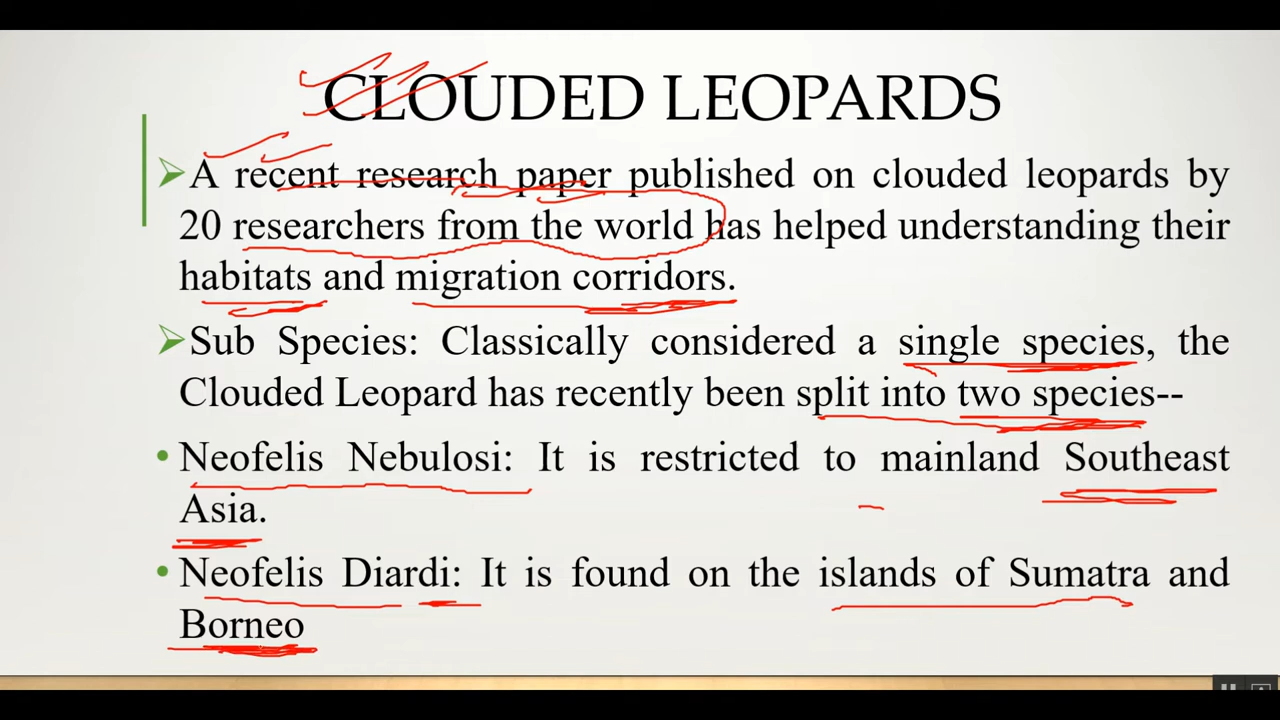 CLOUDED LEOPARDS
A recent research paper published on clouded leopards by
20 researchers from the world has helped understanding their
habitats and migration corridors.
Sub Species: Classically considered a single species, the
Clouded Leopard has recently been split into two species--
Neofelis Nebulosi: It is restricted to mainland Southeast
Asia.
Neofelis Diardi: It is found on the islands of Sumatra and
Borneo